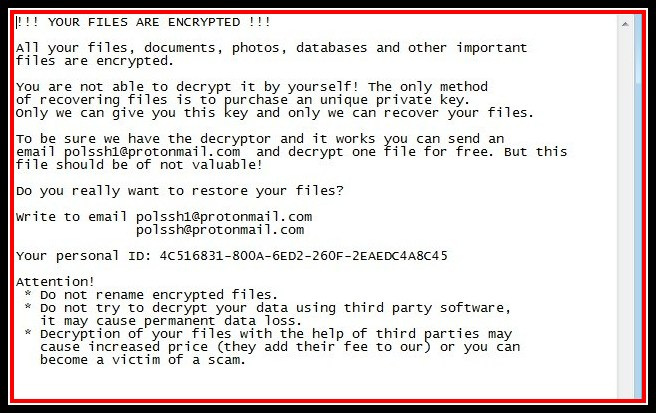 !!! YOUR FILES ARE ENCRYPTED !!!
All your files, documents, photos, databases and other important
files are encrypted.
You are not able to decrypt it by yourself! The only method
of recovering files is to purchase an unique private key.
Only we can give you this key and only we can recover your files.
To be sure we have the decryptor and it works you can send an
email polssh1@protonmail.com and decrypt one file for free. But this
file should be of not valuable!
Do you really want to restore your files?
Write to email polssh1@protonmail.com
polssh@protonmail.com
Your personal ID: 4C516831-800A-6ED2-260F-2EAEDC4A8C45
Attention!
* Do not rename encrypted files.
* Do not try to decrypt your data using third party software,
it may cause permanent data loss.
* Decryption of your files with the help of third parties may
cause increased price (they add their fee to our) or you can
become a victim of a scam.